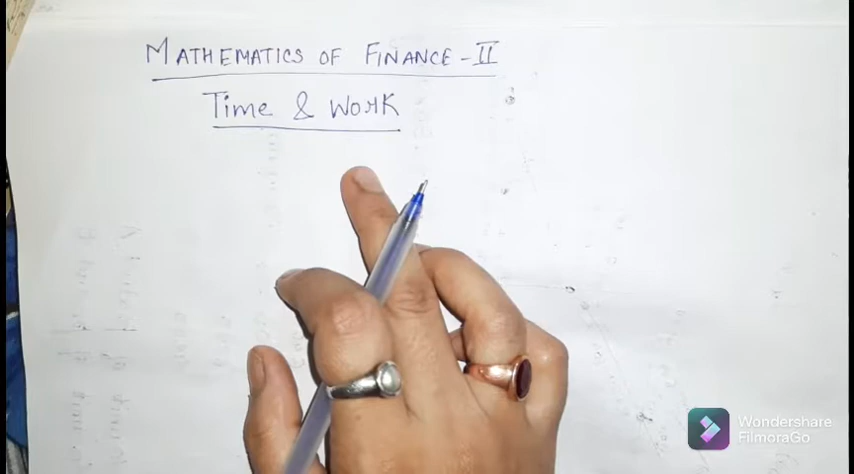 MATHEMATICS OF FINANCE - II
Time & Work
Wondershare
FilmoraGo